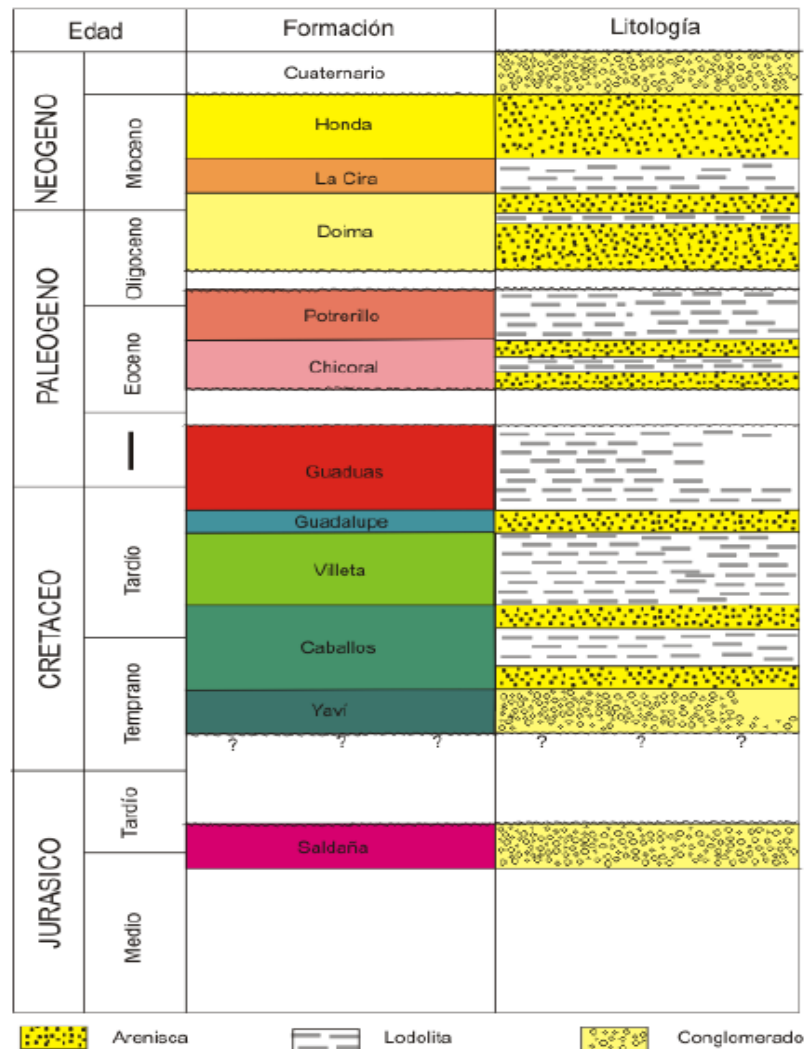 Edad Formación Litología
Cuaternario
NEOGENO
Mioceno
Honda
La Cira
PALEOGENO
Oligoceno
Doima
Eoceno
Potrerillo
Chicoral
CRETACEO
Guaduas
Tardío
Guadalupe
Villeta
Temprano
Caballos
Yaví
? ? ? ? ? ?
JURASICO
Tardío
Saldaña
Medio
Arenisca Lodolita Conglomerado